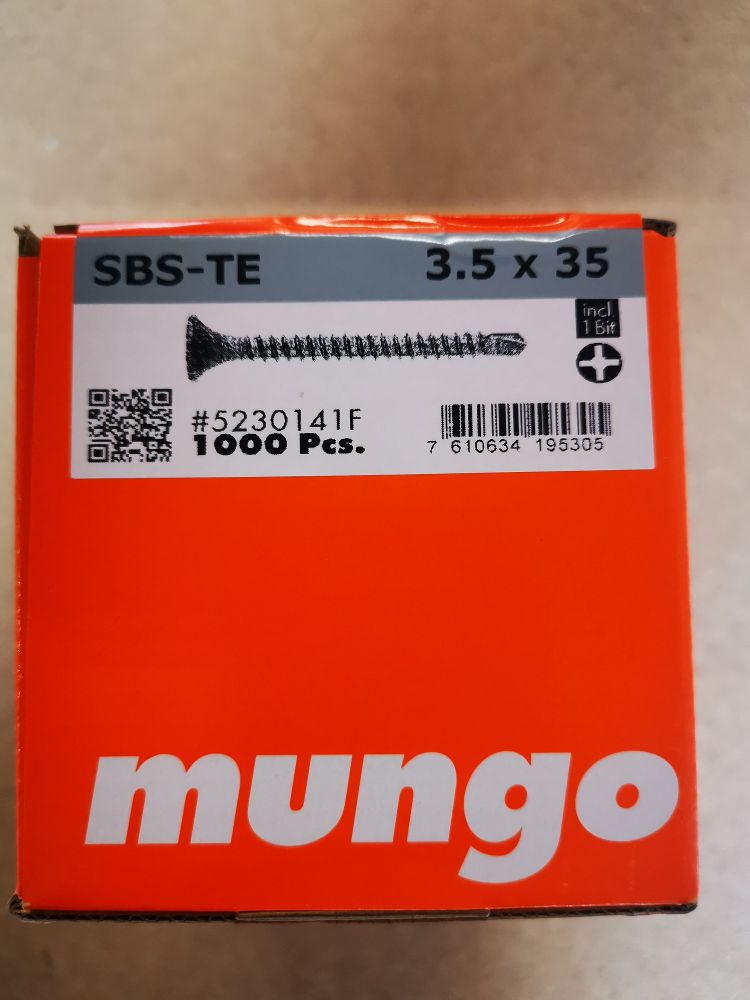 SBS-TE 3.5 x 35
incl.
1 Bit
#5230141F
1000 Pcs.
7 610634 195305
mungo